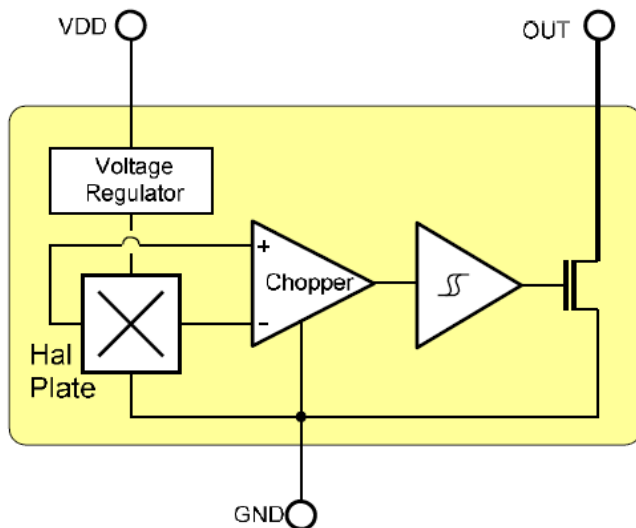 VDD
OUT
Voltage
Regulator
+
Chopper
-
Hal
Plate
GND